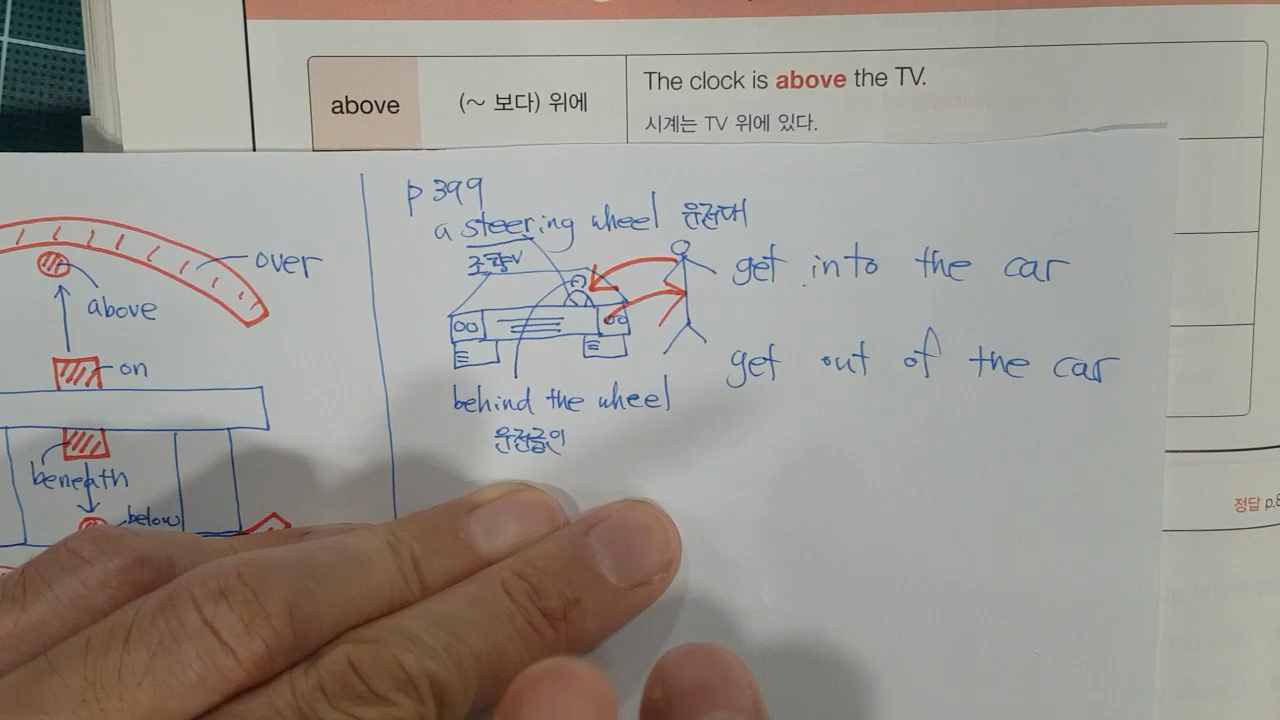 above (~ 보다) 위에 The clock is above the TV.
시계는 TV 위에 있다.
p 399
a steering wheel 운전대
조향v
over
above
on
beneath
below
get into the car
get out of the car
behind the wheel
운전중인
정답 p.8